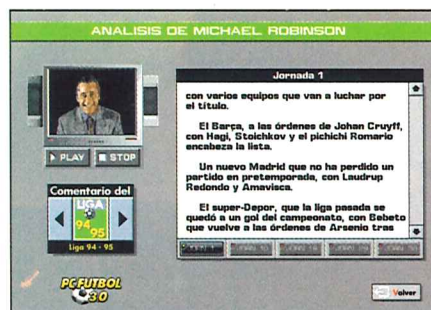 ANALISIS DE MICHAEL ROBINSON
PLAY
STOP
Comentario del
LIGA
94
95
Liga 94 - 95
PC FUTBOL
3.0
Jornada 1
con varios equipos que van a luchar por
el título.
El Barça, a las órdenes de Johan Cruyff,
con Hagi, Stoichkov y el pichichi Romario
encabeza la lista.
Un nuevo Madrid que no ha perdido un
partido en pretemporada, con Laudrup
Redondo y Amavisca.
El super-Depor, que la liga pasada se
quedó a un gol del campeonato, con Bebeto
que vuelve a las órdenes de Arsenio tras
Volver